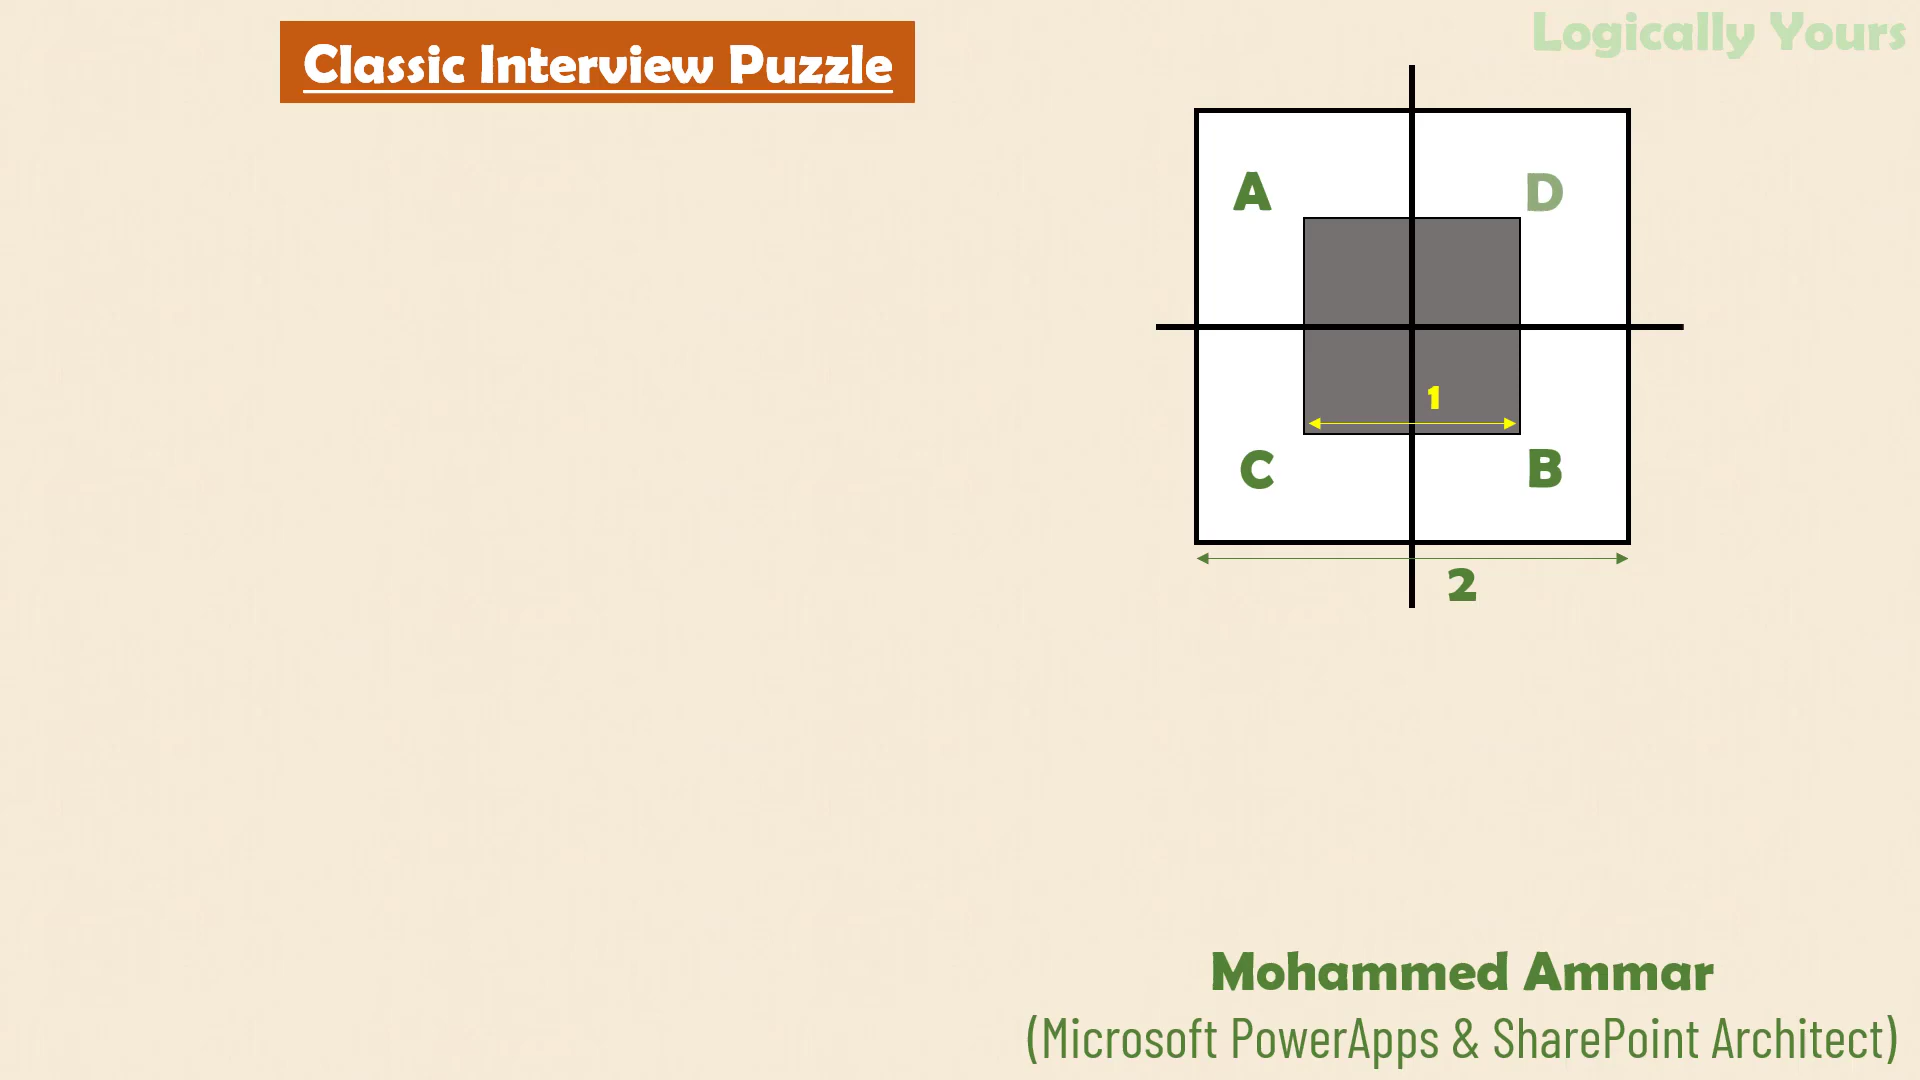 Logically Yours
Classic Interview Puzzle
A D
1
C B
2
Mohammed Ammar
(Microsoft PowerApps & SharePoint Architect)